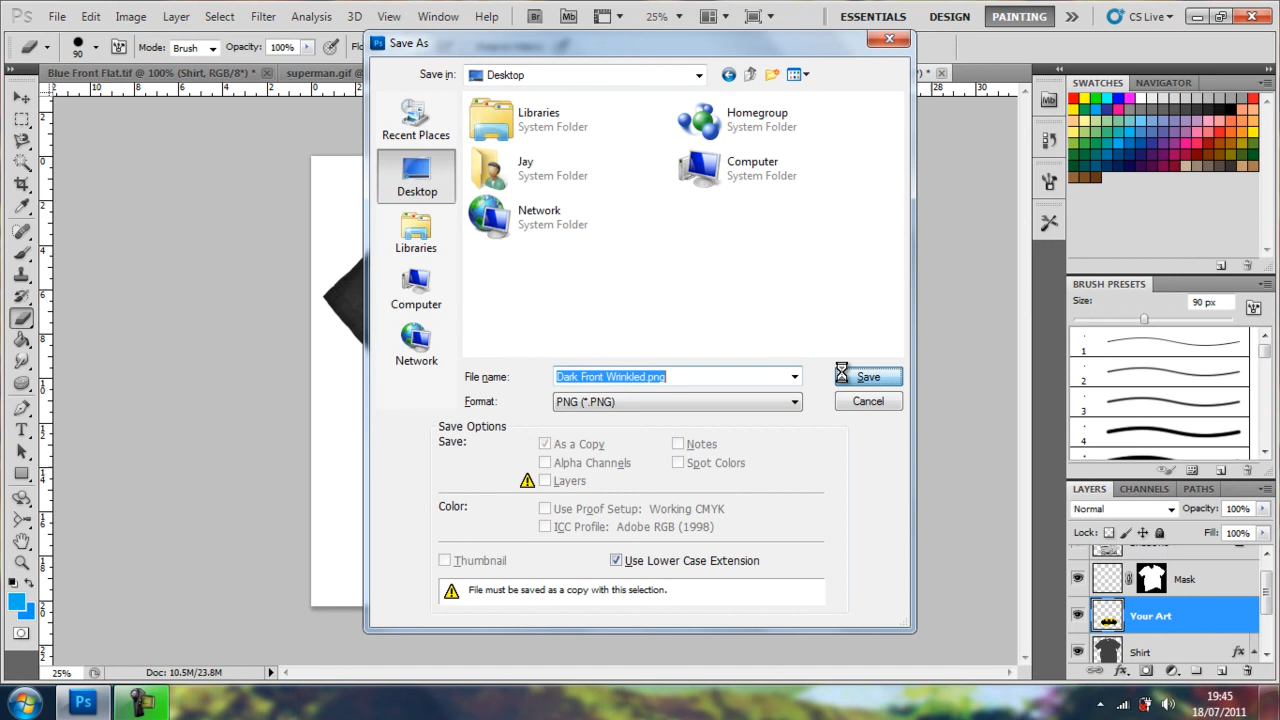 Ps File Edit Image Layer Select Filter Analysis 3D View Window Help Br Mb 25% ESSENTIALS DESIGN PAINTING CS Live
90 Mode: Brush Opacity: 100%
Save As
Blue Front Flat.tif @ 100% (Shirt, RGB/8*) * superman.gif @
Save in: Desktop
Recent Places
Desktop
Libraries
Computer
Network
Libraries
System Folder
Homegroup
System Folder
Jay
System Folder
Computer
System Folder
Network
System Folder
File name: Dark Front Wrinkled.png Save
Format: PNG (*.PNG) Cancel
Save Options
Save: As a Copy Notes
Alpha Channels Spot Colors
Layers
Color: Use Proof Setup: Working CMYK
ICC Profile: Adobe RGB (1998)
Thumbnail Use Lower Case Extension
File must be saved as a copy with this selection.
SWATCHES NAVIGATOR
BRUSH PRESETS
Size: 90 px
1
2
3
4
LAYERS CHANNELS PATHS
Normal Opacity: 100%
Lock: Fill: 100%
Mask
Your Art
Shirt fx
25% Doc: 10.5M/23.8M
19:45
18/07/2011